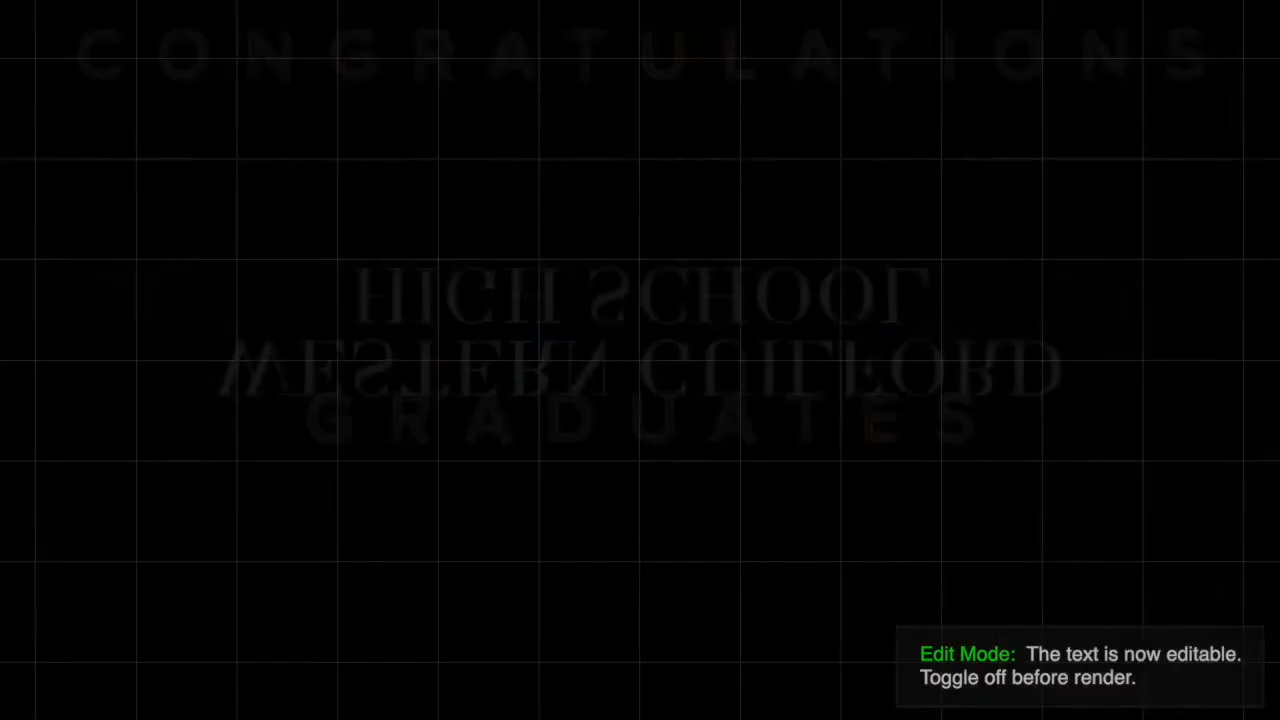 CONGRATULATIONS
HIGH SCHOOL
WESTERN GUILFORD
GRADUATES
Edit Mode: The text is now editable.
Toggle off before render.